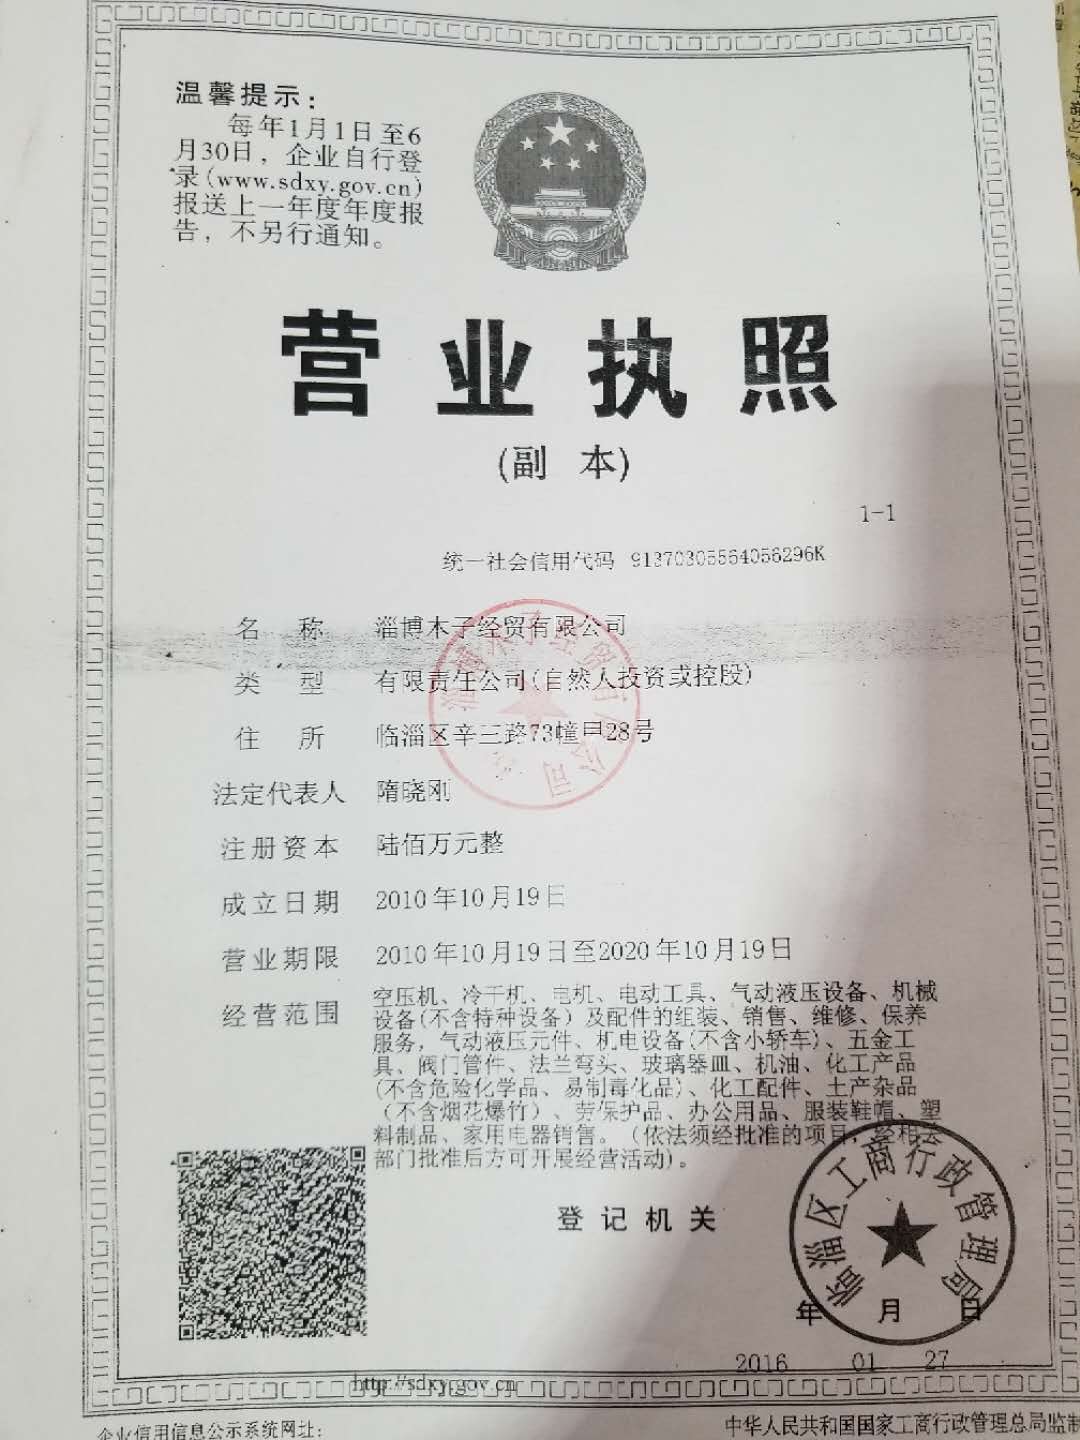 温馨提示：
每年1月1日至6
月30日，企业自行登
录(www.sdxy.gov.cn)
报送上一年度年度报
告，不另行通知。
营业执照
(副 本)
1-1
统一社会信用代码 91370305564056296K
名 称 淄博木子经贸有限公司
类 型 有限责任公司(自然人投资或控股)
住 所 临淄区辛三路73幢甲28号
法定代表人 隋晓刚
注册资本 陆佰万元整
成立日期 2010年10月19日
营业期限 2010年10月19日至2020年10月19日
经营范围 空压机、冷干机、电机、电动工具、气动液压设备、机械
设备(不含特种设备）及配件的组装、销售、维修、保养
服务，气动液压元件、机电设备(不含小轿车)、五金工
具、阀门管件、法兰弯头、玻璃器皿、机油、化工产品
(不含危险化学品、易制毒化品)、化工配件、土产杂品
（不含烟花爆竹）、劳保护品、办公用品、服装鞋帽、塑
料制品、家用电器销售。（依法须经批准的项目，经相关
部门批准后方可开展经营活动)。
淄博木子经贸有限公司
登记机关
临淄区工商行政管理局
年 月 日
2016 01 27
http://sdxy.gov.cn
企业信用信息公示系统网址：
中华人民共和国国家工商行政管理总局监制